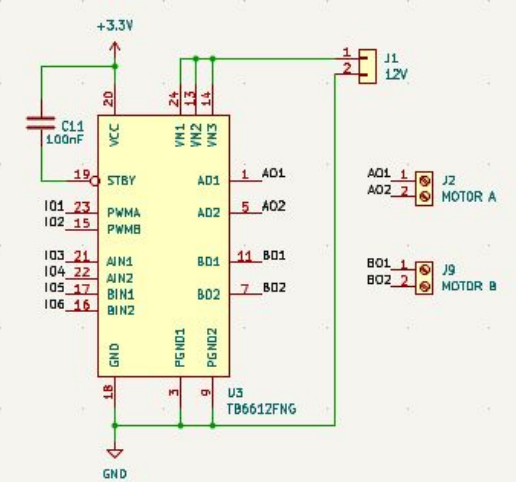 +3.3V
1
2
J1
12V
20
24
13
14
VCC
VN1
VN2
VN3
C11
100nF
19
STBY
AO1
1
AO1
IO1
23
PWMA
AO2
5
AO2
IO2
15
PWMB
IO3
21
AIN1
BO1
11
BO1
IO4
22
AIN2
IO5
17
BIN1
BO2
7
BO2
IO6
16
BIN2
GND
PGND1
PGND2
18
3
9
U3
TB6612FNG
GND
AO1
1
J2
AO2
2
MOTOR A
BO1
1
J9
BO2
2
MOTOR B